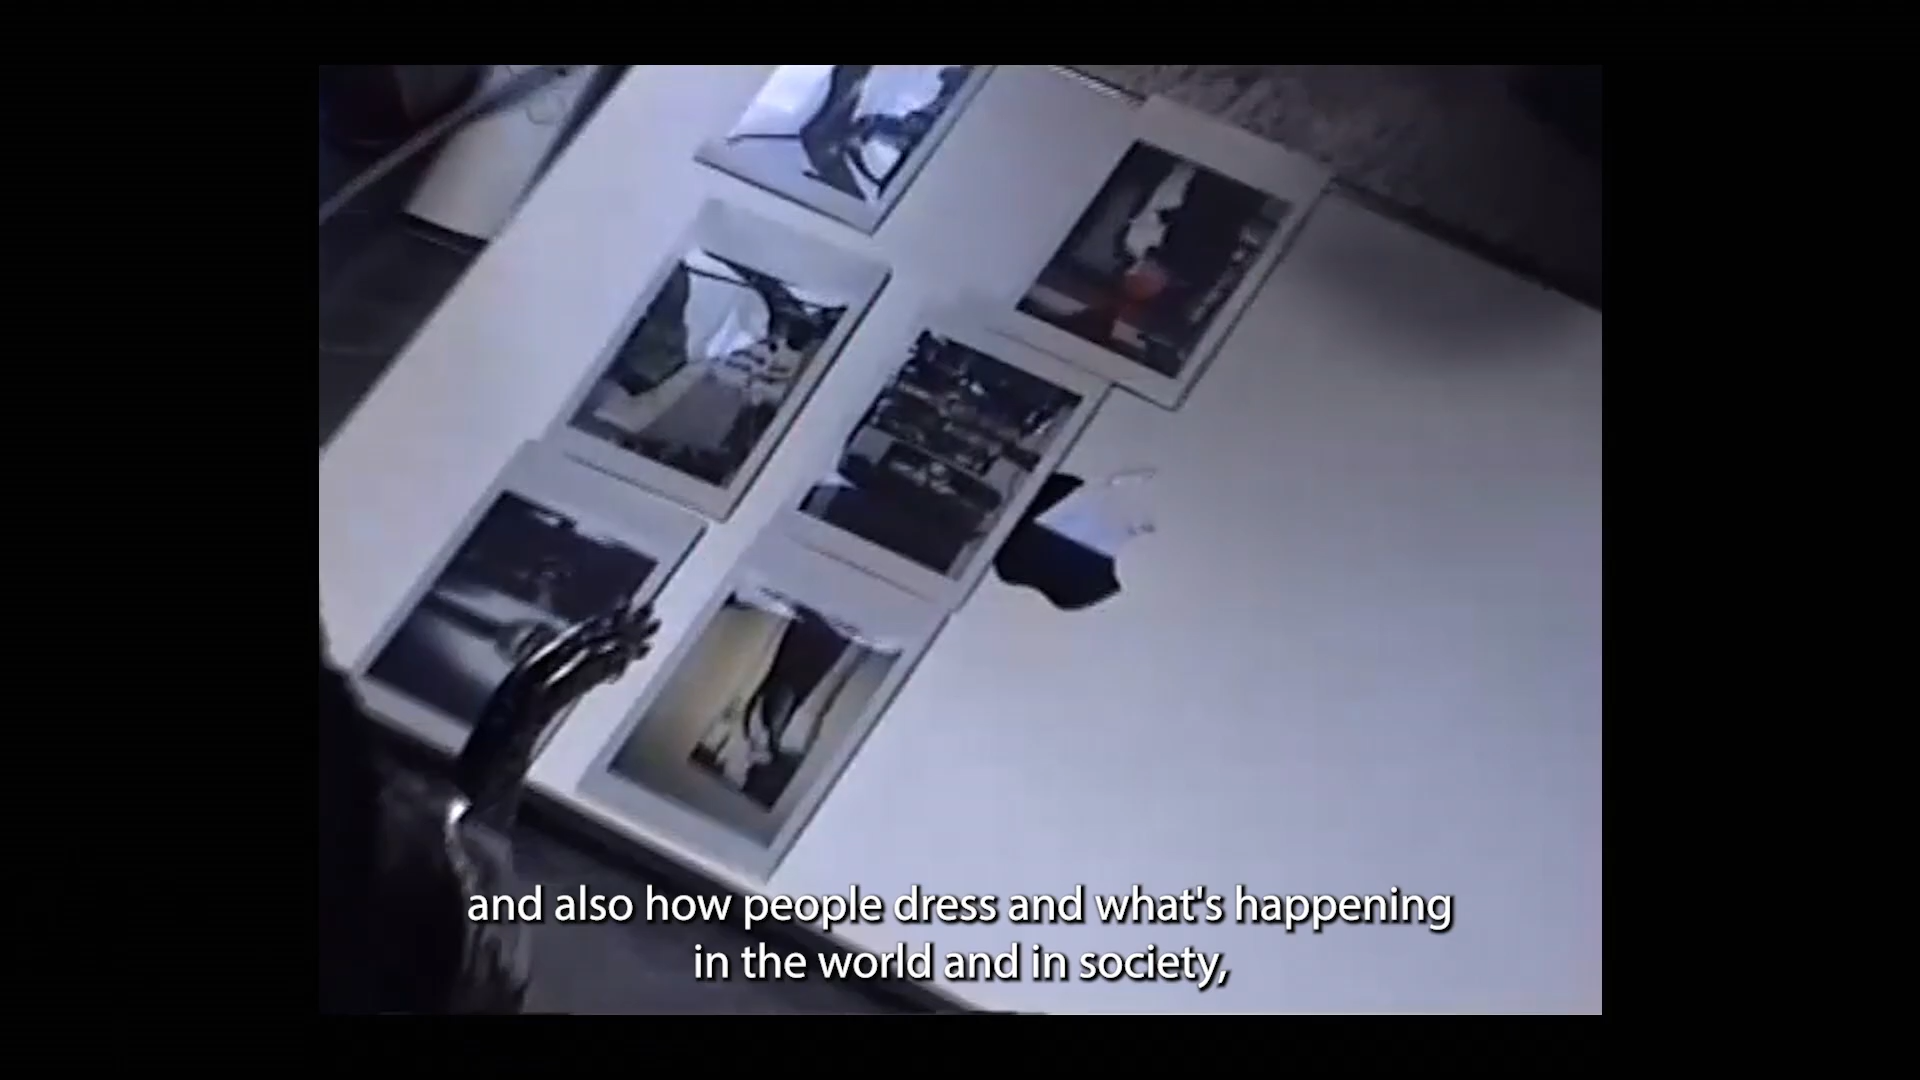 and also how people dress and what's happening
in the world and in society,